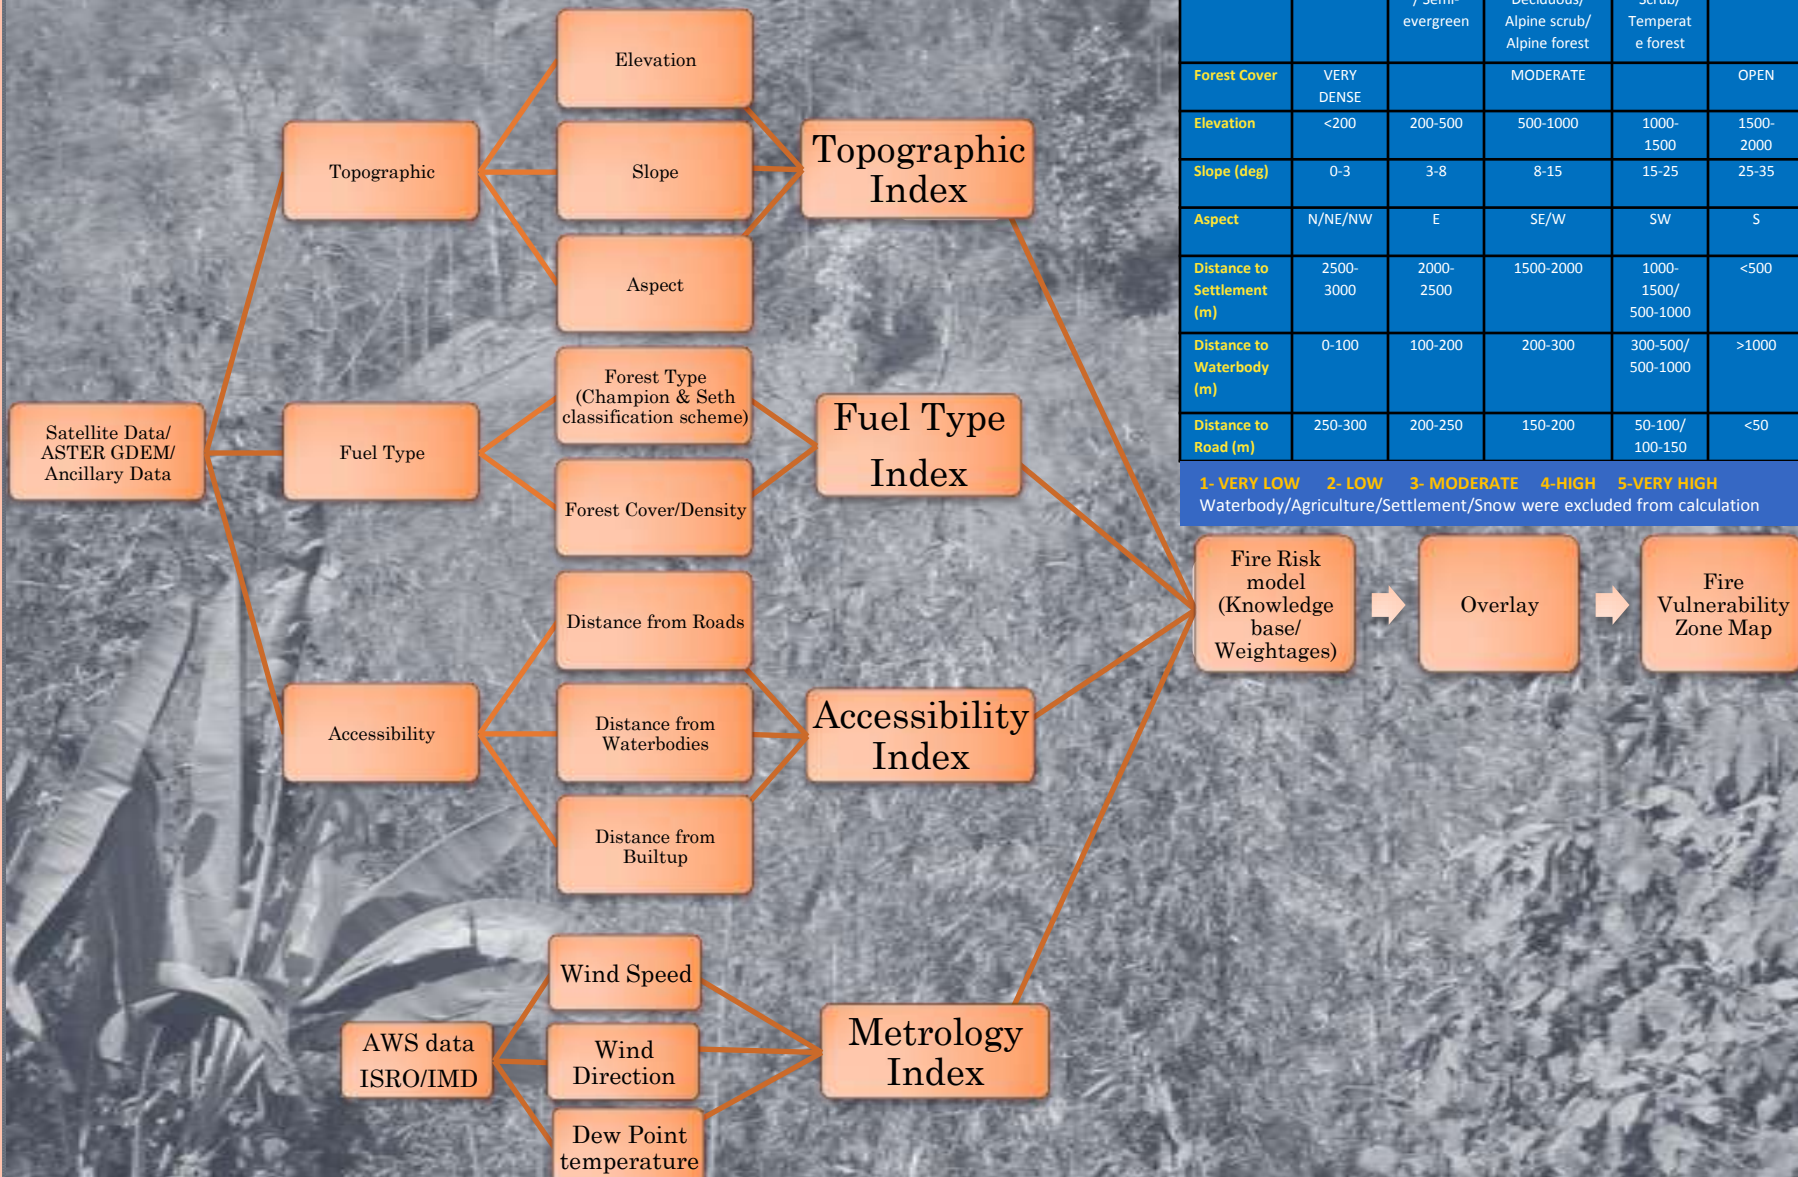 Elevation
Topographic
Slope
Topographic
Index
Aspect
Satellite Data/
ASTER GDEM/
Ancillary Data
Fuel Type
Forest Type
(Champion & Seth
classification scheme)
Forest Cover/Density
Fuel Type
Index
Accessibility
Distance from Roads
Distance from
Waterbodies
Distance from
Builtup
Accessibility
Index
AWS data
ISRO/IMD
Wind Speed
Wind
Direction
Dew Point
temperature
Metrology
Index
/ Semi-
evergreen
Deciduous/
Alpine scrub/
Alpine forest
Scrub/
Temperat
e forest
Forest Cover
VERY
DENSE
MODERATE
OPEN
Elevation
<200
200-500
500-1000
1000-
1500
1500-
2000
Slope (deg)
0-3
3-8
8-15
15-25
25-35
Aspect
N/NE/NW
E
SE/W
SW
S
Distance to
Settlement
(m)
2500-
3000
2000-
2500
1500-2000
1000-
1500/
500-1000
<500
Distance to
Waterbody
(m)
0-100
100-200
200-300
300-500/
500-1000
>1000
Distance to
Road (m)
250-300
200-250
150-200
50-100/
100-150
<50
1- VERY LOW 2- LOW 3- MODERATE 4-HIGH 5-VERY HIGH
Waterbody/Agriculture/Settlement/Snow were excluded from calculation
Fire Risk
model
(Knowledge
base/
Weightages)
Overlay
Fire
Vulnerability
Zone Map